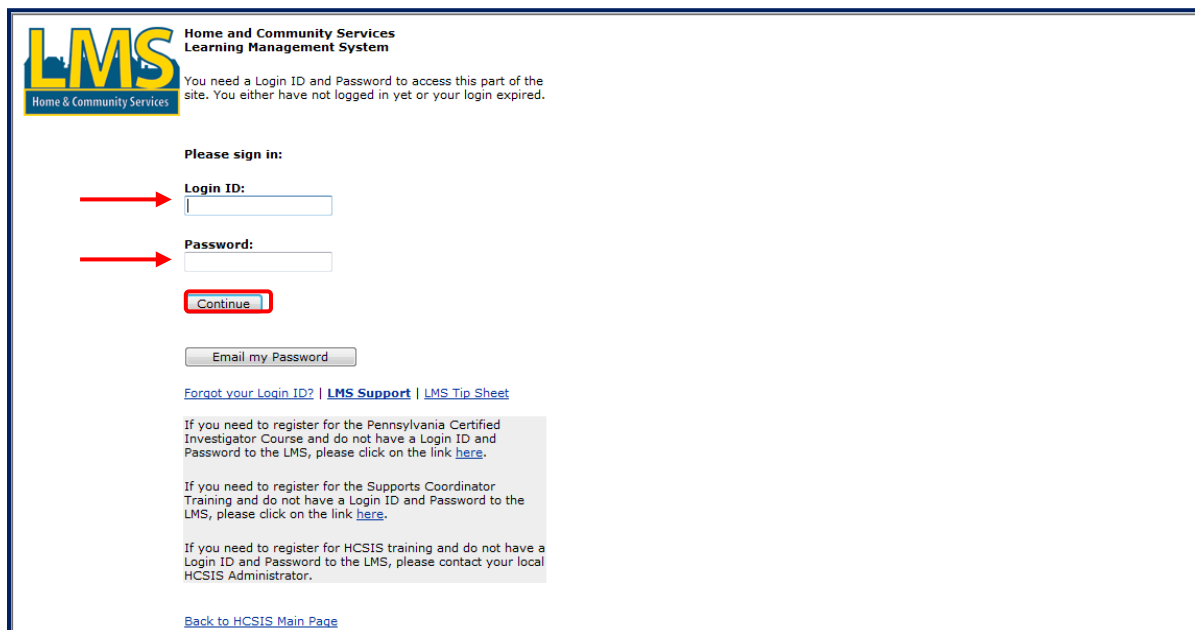 LMS
Home & Community Services
Home and Community Services
Learning Management System
You need a Login ID and Password to access this part of the
site. You either have not logged in yet or your login expired.
Please sign in:
Login ID:
Password:
Continue
Email my Password
Forgot your Login ID? | LMS Support | LMS Tip Sheet
If you need to register for the Pennsylvania Certified
Investigator Course and do not have a Login ID and
Password to the LMS, please click on the link here.
If you need to register for the Supports Coordinator
Training and do not have a Login ID and Password to the
LMS, please click on the link here.
If you need to register for HCSIS training and do not have a
Login ID and Password to the LMS, please contact your local
HCSIS Administrator.
Back to HCSIS Main Page